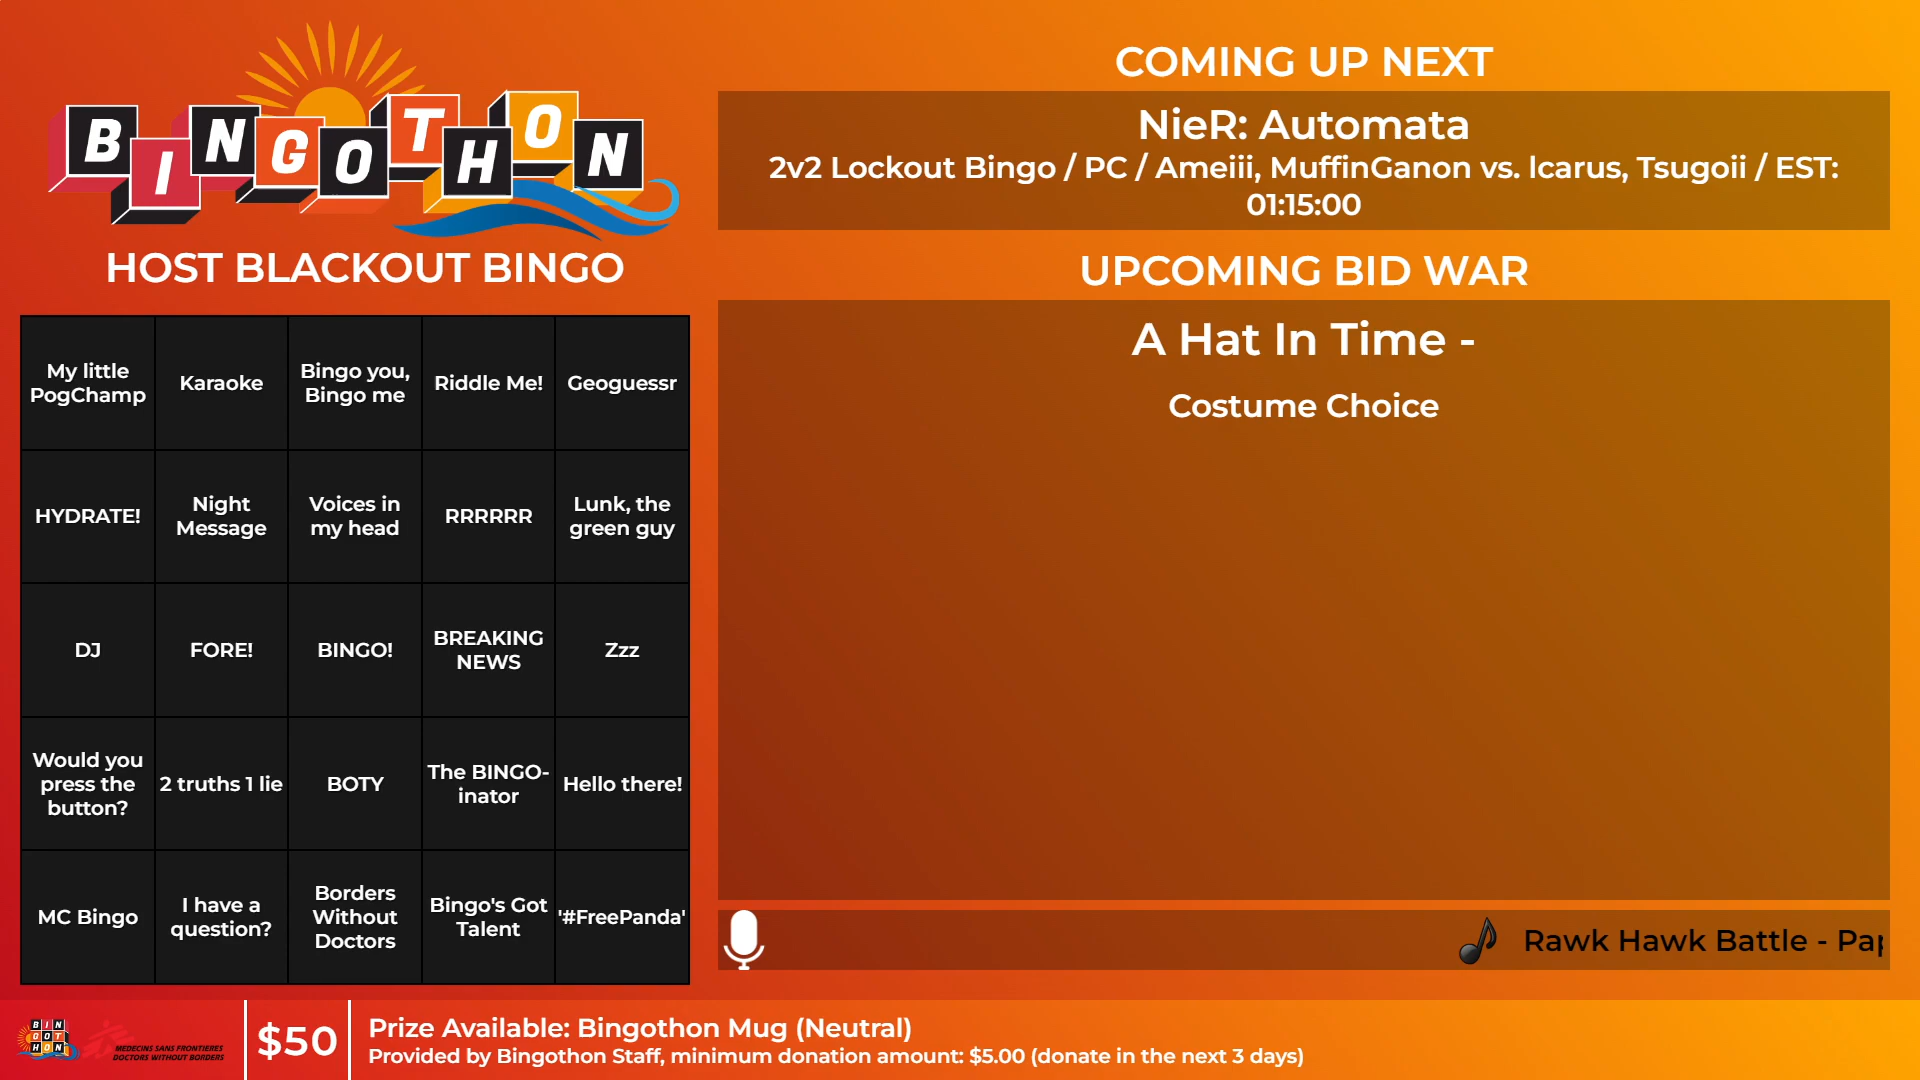 BINGOTHON
HOST BLACKOUT BINGO
My little
PogChamp
Karaoke
Bingo you,
Bingo me
Riddle Me!
Geoguessr
HYDRATE!
Night
Message
Voices in
my head
RRRRRR
Lunk, the
green guy
DJ
FORE!
BINGO!
BREAKING
NEWS
Zzz
Would you
press the
button?
2 truths 1 lie
BOTY
The BINGO-
inator
Hello there!
MC Bingo
I have a
question?
Borders
Without
Doctors
Bingo's Got
Talent
'#FreePanda'
COMING UP NEXT
NieR: Automata
2v2 Lockout Bingo / PC / Ameiii, MuffinGanon vs. Icarus, Tsugoii / EST:
01:15:00
UPCOMING BID WAR
A Hat In Time -
Costume Choice
Rawk Hawk Battle - Pap
BIN
GOT
HON
MEDECINS SANS FRONTIERES
DOCTORS WITHOUT BORDERS
$50
Prize Available: Bingothon Mug (Neutral)
Provided by Bingothon Staff, minimum donation amount: $5.00 (donate in the next 3 days)